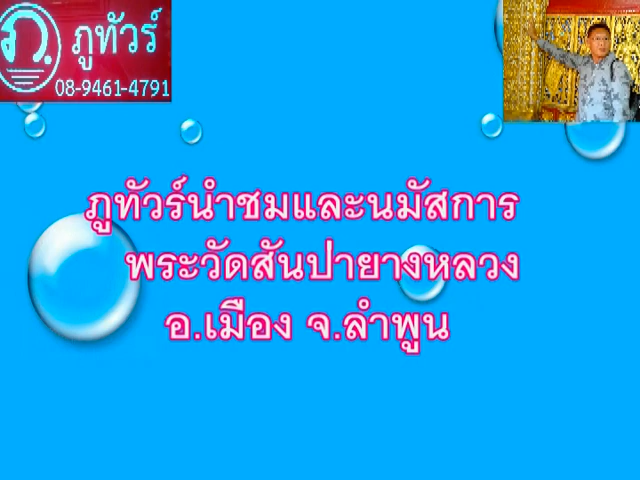 ภ.
ภูทัวร์
08-9461-4791
ภูทัวร์นำชมและนมัสการ
พระวัดสันปายางหลวง
อ.เมือง จ.ลำพูน